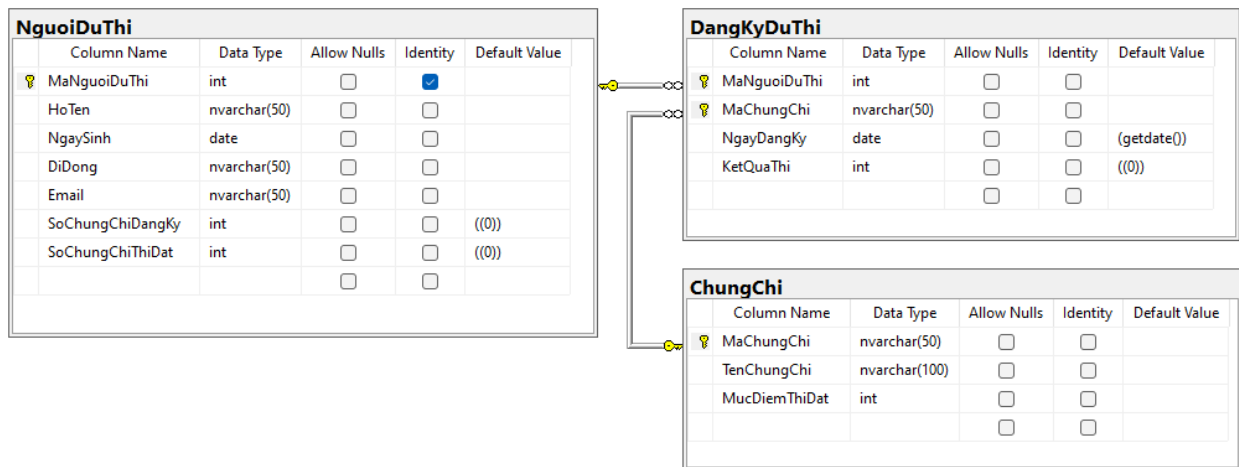 NguoiDuThi
Column Name Data Type Allow Nulls Identity Default Value
MaNguoiDuThi int
HoTen nvarchar(50)
NgaySinh date
DiDong nvarchar(50)
Email nvarchar(50)
SoChungChiDangKy int ((0))
SoChungChiThiDat int ((0))
DangKyDuThi
Column Name Data Type Allow Nulls Identity Default Value
MaNguoiDuThi int
MaChungChi nvarchar(50)
NgayDangKy date (getdate())
KetQuaThi int ((0))
ChungChi
Column Name Data Type Allow Nulls Identity Default Value
MaChungChi nvarchar(50)
TenChungChi nvarchar(100)
MucDiemThiDat int